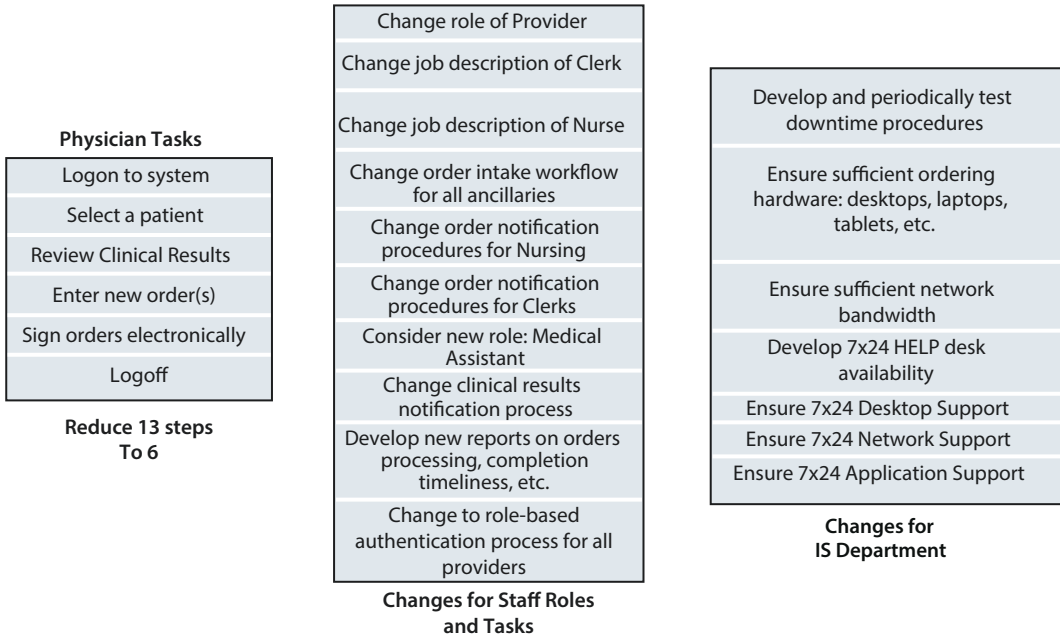 Physician Tasks
Logon to system
Select a patient
Review Clinical Results
Enter new order(s)
Sign orders electronically
Logoff
Reduce 13 steps
To 6
Change role of Provider
Change job description of Clerk
Change job description of Nurse
Change order intake workflow
for all ancillaries
Change order notification
procedures for Nursing
Change order notification
procedures for Clerks
Consider new role: Medical
Assistant
Change clinical results
notification process
Develop new reports on orders
processing, completion
timeliness, etc.
Change to role-based
authentication process for all
providers
Changes for Staff Roles
and Tasks
Develop and periodically test
downtime procedures
Ensure sufficient ordering
hardware: desktops, laptops,
tablets, etc.
Ensure sufficient network
bandwidth
Develop 7x24 HELP desk
availability
Ensure 7x24 Desktop Support
Ensure 7x24 Network Support
Ensure 7x24 Application Support
Changes for
IS Department